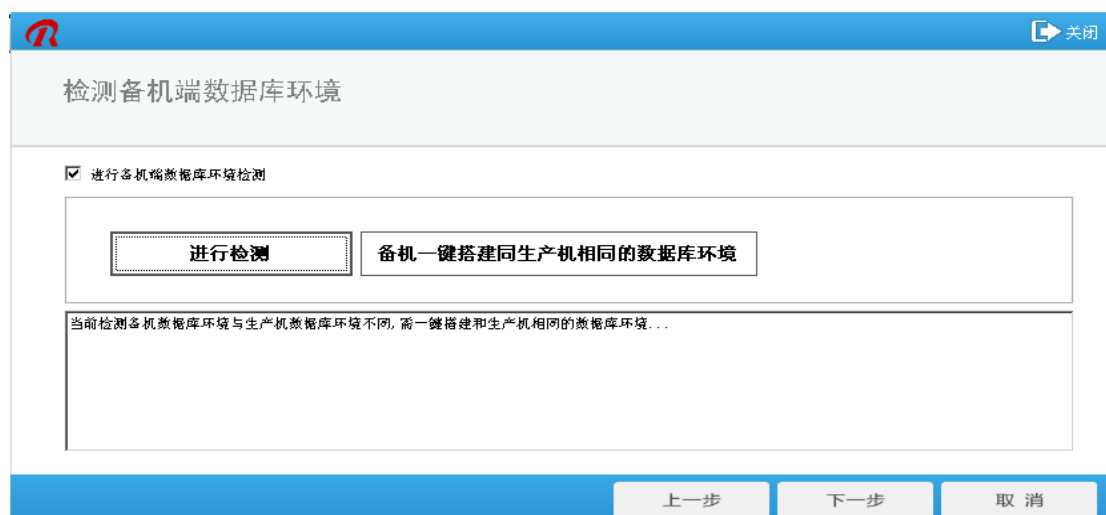 关闭
检测备机端数据库环境
进行备机端数据库环境检测
进行检测
备机一键搭建同生产机相同的数据库环境
当前检测备机数据库环境与生产机数据库环境不同,需一键搭建和生产机相同的数据库环境...
上一步
下一步
取 消